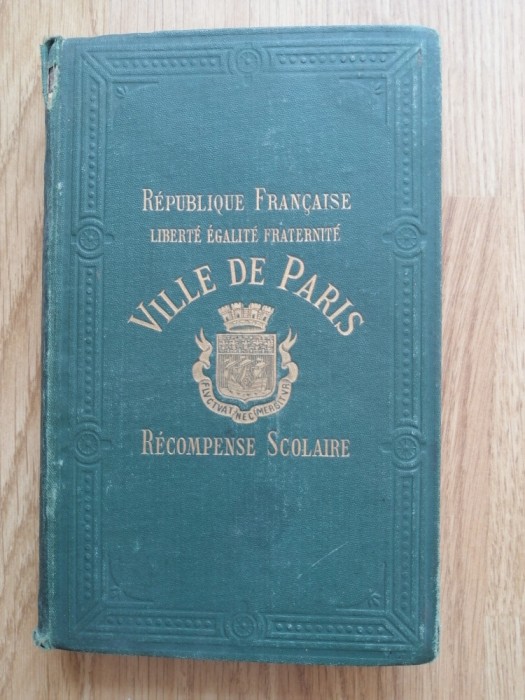 République Française
Liberté Égalité Fraternité
Ville de Paris
FLVCTVAT NEC MERGITVR
Récompense Scolaire